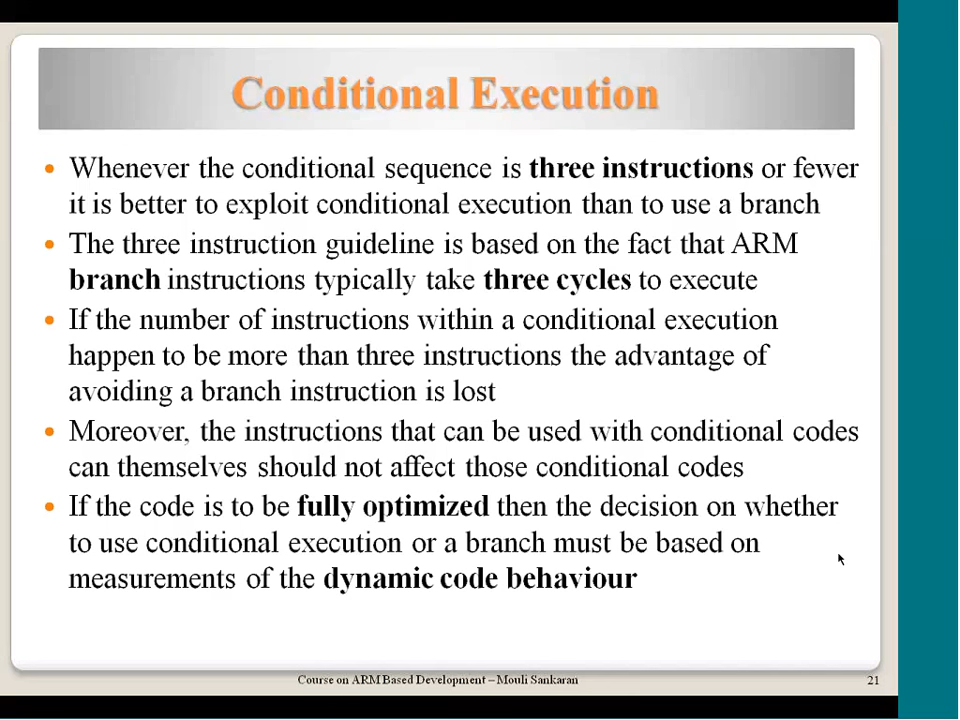 Conditional Execution
• Whenever the conditional sequence is three instructions or fewer
it is better to exploit conditional execution than to use a branch
• The three instruction guideline is based on the fact that ARM
branch instructions typically take three cycles to execute
• If the number of instructions within a conditional execution
happen to be more than three instructions the advantage of
avoiding a branch instruction is lost
• Moreover, the instructions that can be used with conditional codes
can themselves should not affect those conditional codes
• If the code is to be fully optimized then the decision on whether
to use conditional execution or a branch must be based on
measurements of the dynamic code behaviour
Course on ARM Based Development – Mouli Sankaran
21